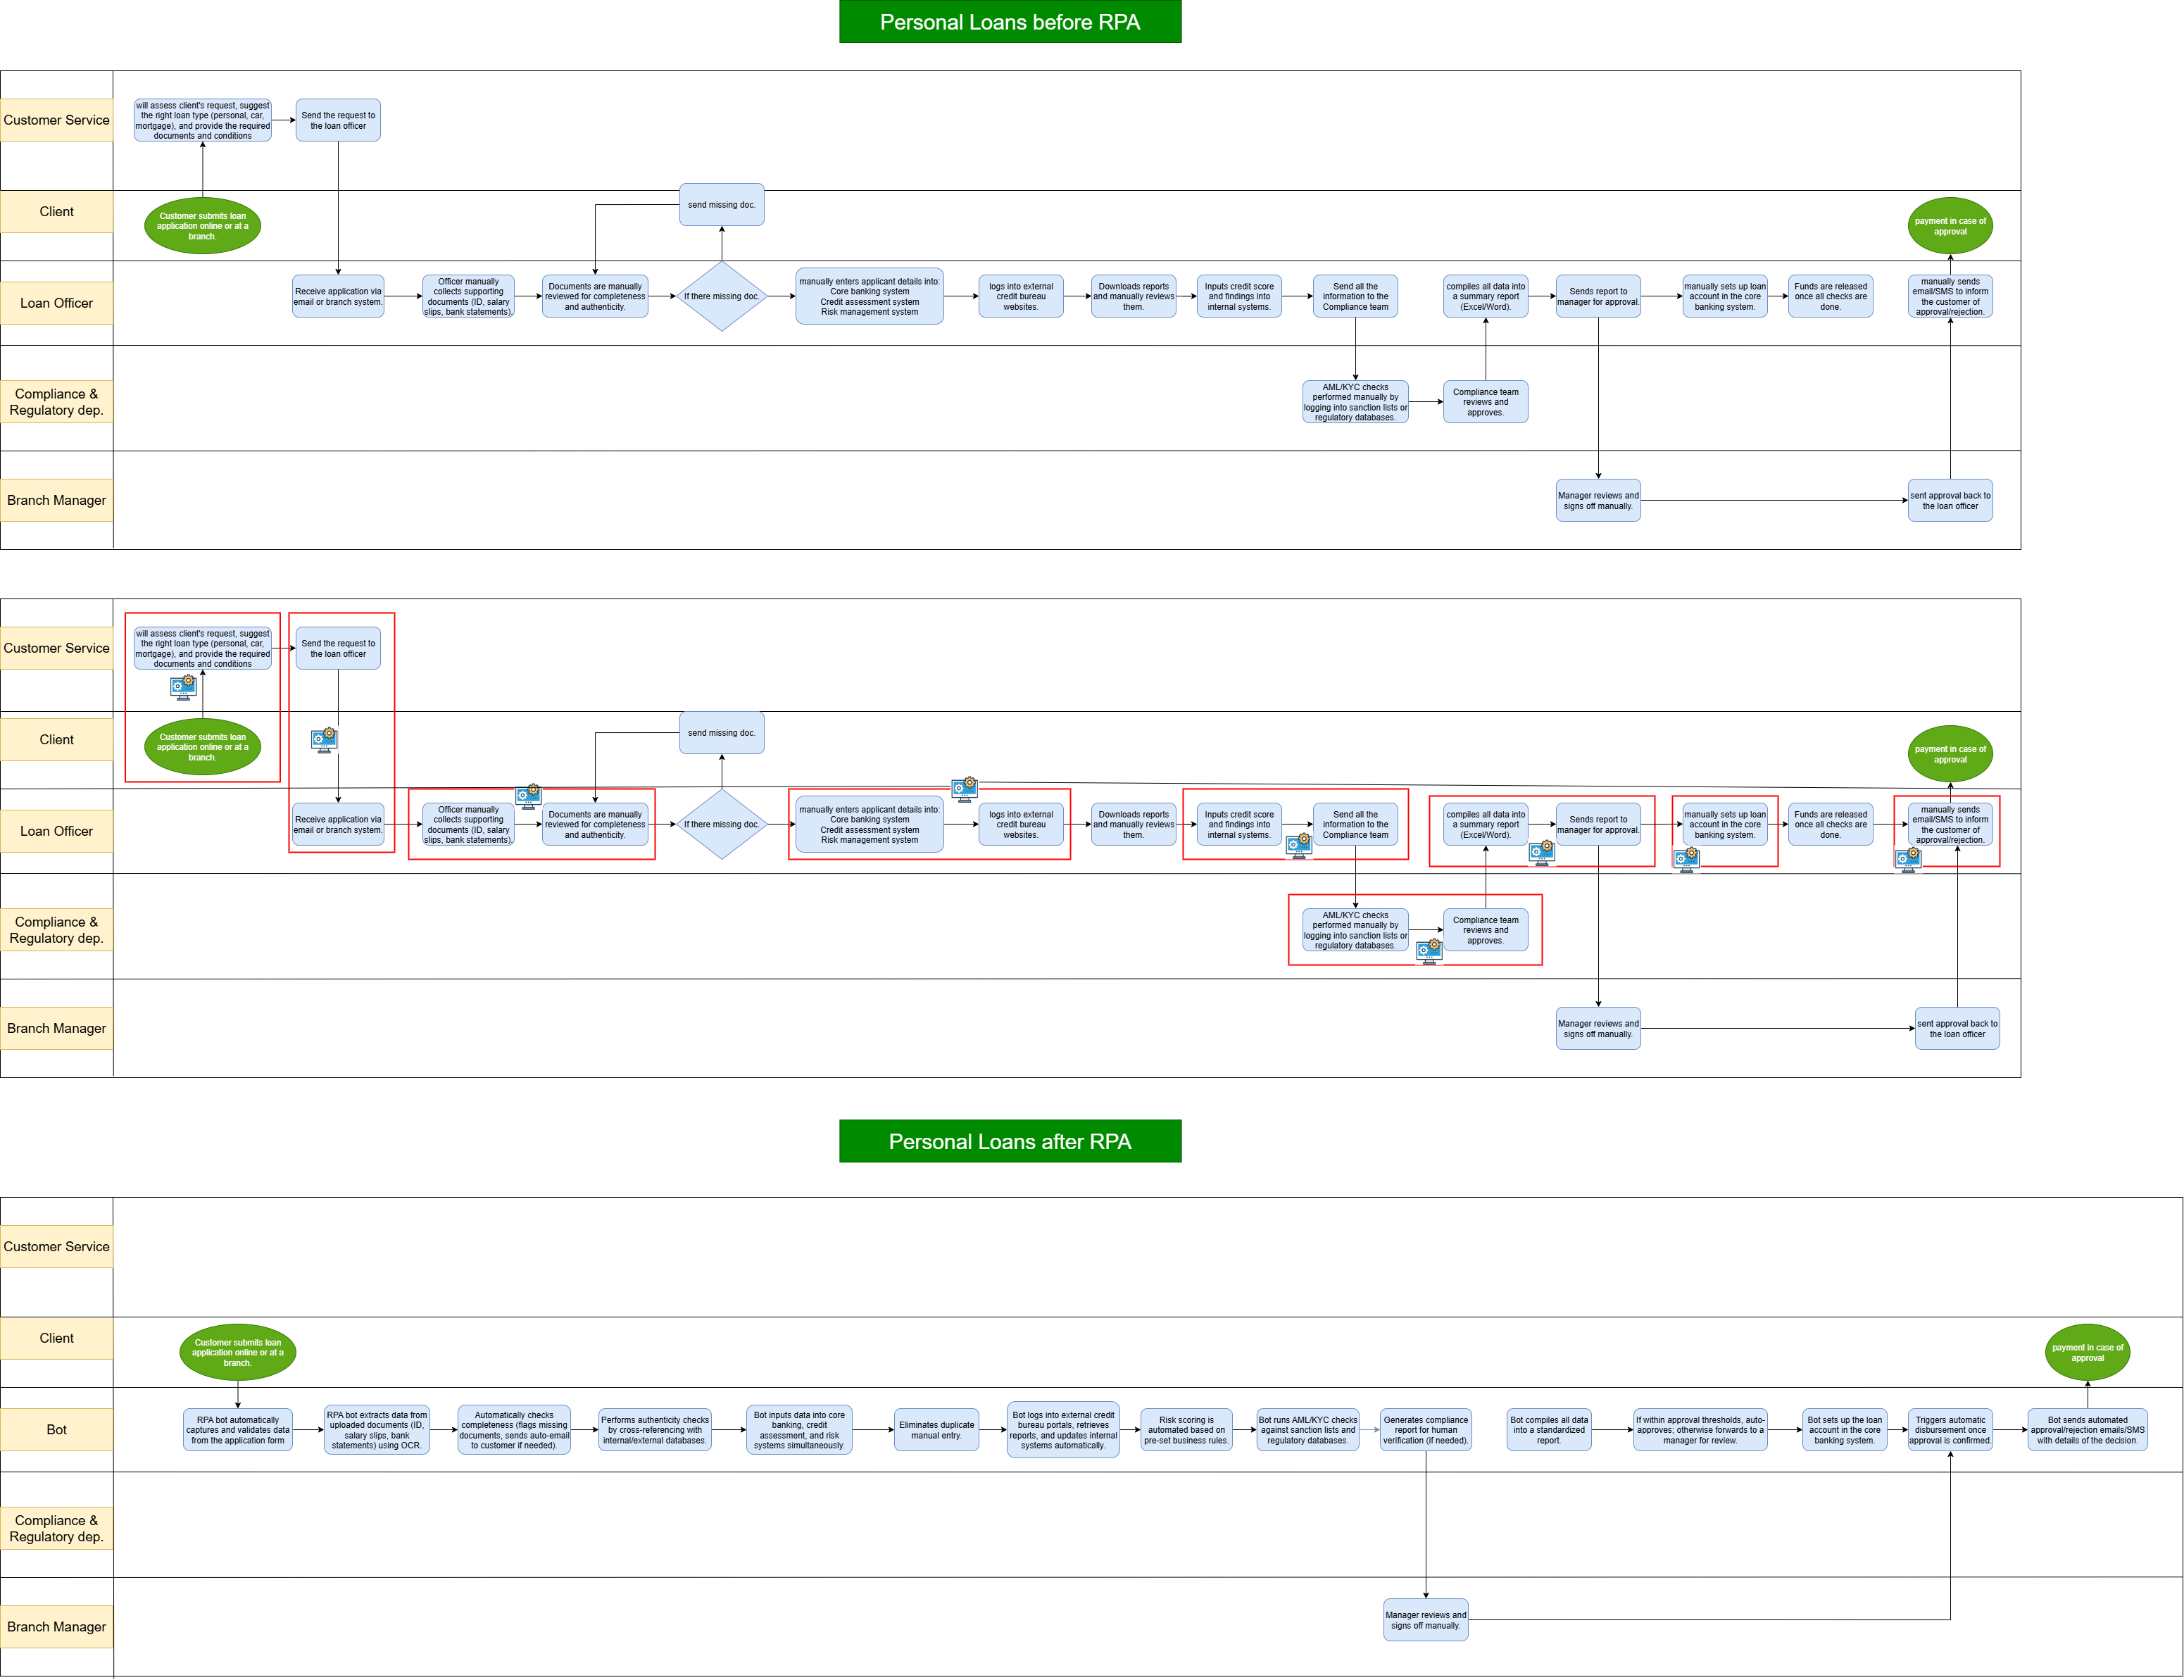 Personal Loans before RPA
Customer Service
will assess client's request, suggest
the right loan type (personal, car,
mortgage), and provide the required
documents and conditions
Send the request to
the loan officer
Client
Customer submits loan
application online or at a
branch.
send missing doc.
payment in case of
approval
Loan Officer
Receive application via
email or branch system.
Officer manually
collects supporting
documents (ID, salary
slips, bank statements).
Documents are manually
reviewed for completeness
and authenticity.
If there missing doc.
manually enters applicant details into:
Core banking system
Credit assessment system
Risk management system
logs into external
credit bureau
websites.
Downloads reports
and manually reviews
them.
Inputs credit score
and findings into
internal systems.
Send all the
information to the
Compliance team
compiles all data into
a summary report
(Excel/Word).
Sends report to
manager for approval.
manually sets up loan
account in the core
banking system.
Funds are released
once all checks are
done.
manually sends
email/SMS to inform
the customer of
approval/rejection.
Compliance &
Regulatory dep.
AML/KYC checks
performed manually by
logging into sanction lists or
regulatory databases.
Compliance team
reviews and
approves.
Branch Manager
Manager reviews and
signs off manually.
sent approval back to
the loan officer
Customer Service
will assess client's request, suggest
the right loan type (personal, car,
mortgage), and provide the required
documents and conditions
Send the request to
the loan officer
Client
Customer submits loan
application online or at a
branch.
send missing doc.
payment in case of
approval
Loan Officer
Receive application via
email or branch system.
Officer manually
collects supporting
documents (ID, salary
slips, bank statements).
Documents are manually
reviewed for completeness
and authenticity.
If there missing doc.
manually enters applicant details into:
Core banking system
Credit assessment system
Risk management system
logs into external
credit bureau
websites.
Downloads reports
and manually reviews
them.
Inputs credit score
and findings into
internal systems.
Send all the
information to the
Compliance team
compiles all data into
a summary report
(Excel/Word).
Sends report to
manager for approval.
manually sets up loan
account in the core
banking system.
Funds are released
once all checks are
done.
manually sends
email/SMS to inform
the customer of
approval/rejection.
Compliance &
Regulatory dep.
AML/KYC checks
performed manually by
logging into sanction lists or
regulatory databases.
Compliance team
reviews and
approves.
Branch Manager
Manager reviews and
signs off manually.
sent approval back to
the loan officer
Personal Loans after RPA
Customer Service
Client
Customer submits loan
application online or at a
branch.
payment in case of
approval
Bot
RPA bot automatically
captures and validates data
from the application form
RPA bot extracts data from
uploaded documents (ID,
salary slips, bank
statements) using OCR.
Automatically checks
completeness (flags missing
documents, sends auto-email
to customer if needed).
Performs authenticity checks
by cross-referencing with
internal/external databases.
Bot inputs data into core
banking, credit
assessment, and risk
systems simultaneously.
Eliminates duplicate
manual entry.
Bot logs into external credit
bureau portals, retrieves
reports, and updates internal
systems automatically.
Risk scoring is
automated based on
pre-set business rules.
Bot runs AML/KYC checks
against sanction lists and
regulatory databases.
Generates compliance
report for human
verification (if needed).
Bot compiles all data
into a standardized
report.
If within approval thresholds, auto-
approves; otherwise forwards to a
manager for review.
Bot sets up the loan
account in the core
banking system.
Triggers automatic
disbursement once
approval is confirmed.
Bot sends automated
approval/rejection emails/SMS
with details of the decision.
Compliance &
Regulatory dep.
Branch Manager
Manager reviews and
signs off manually.